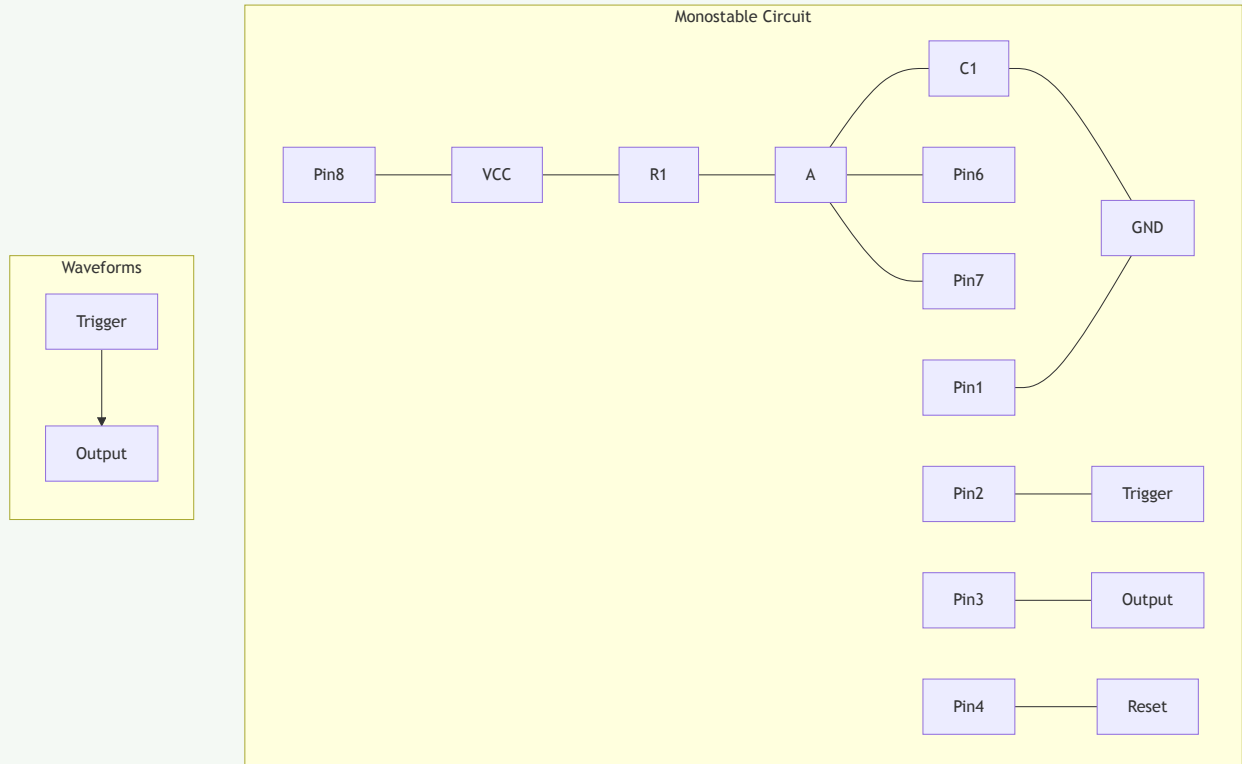 Monostable Circuit
C1
Pin8
VCC
R1
A
Pin6
GND
Pin7
Pin1
Pin2
Trigger
Pin3
Output
Pin4
Reset
Waveforms
Trigger
Output